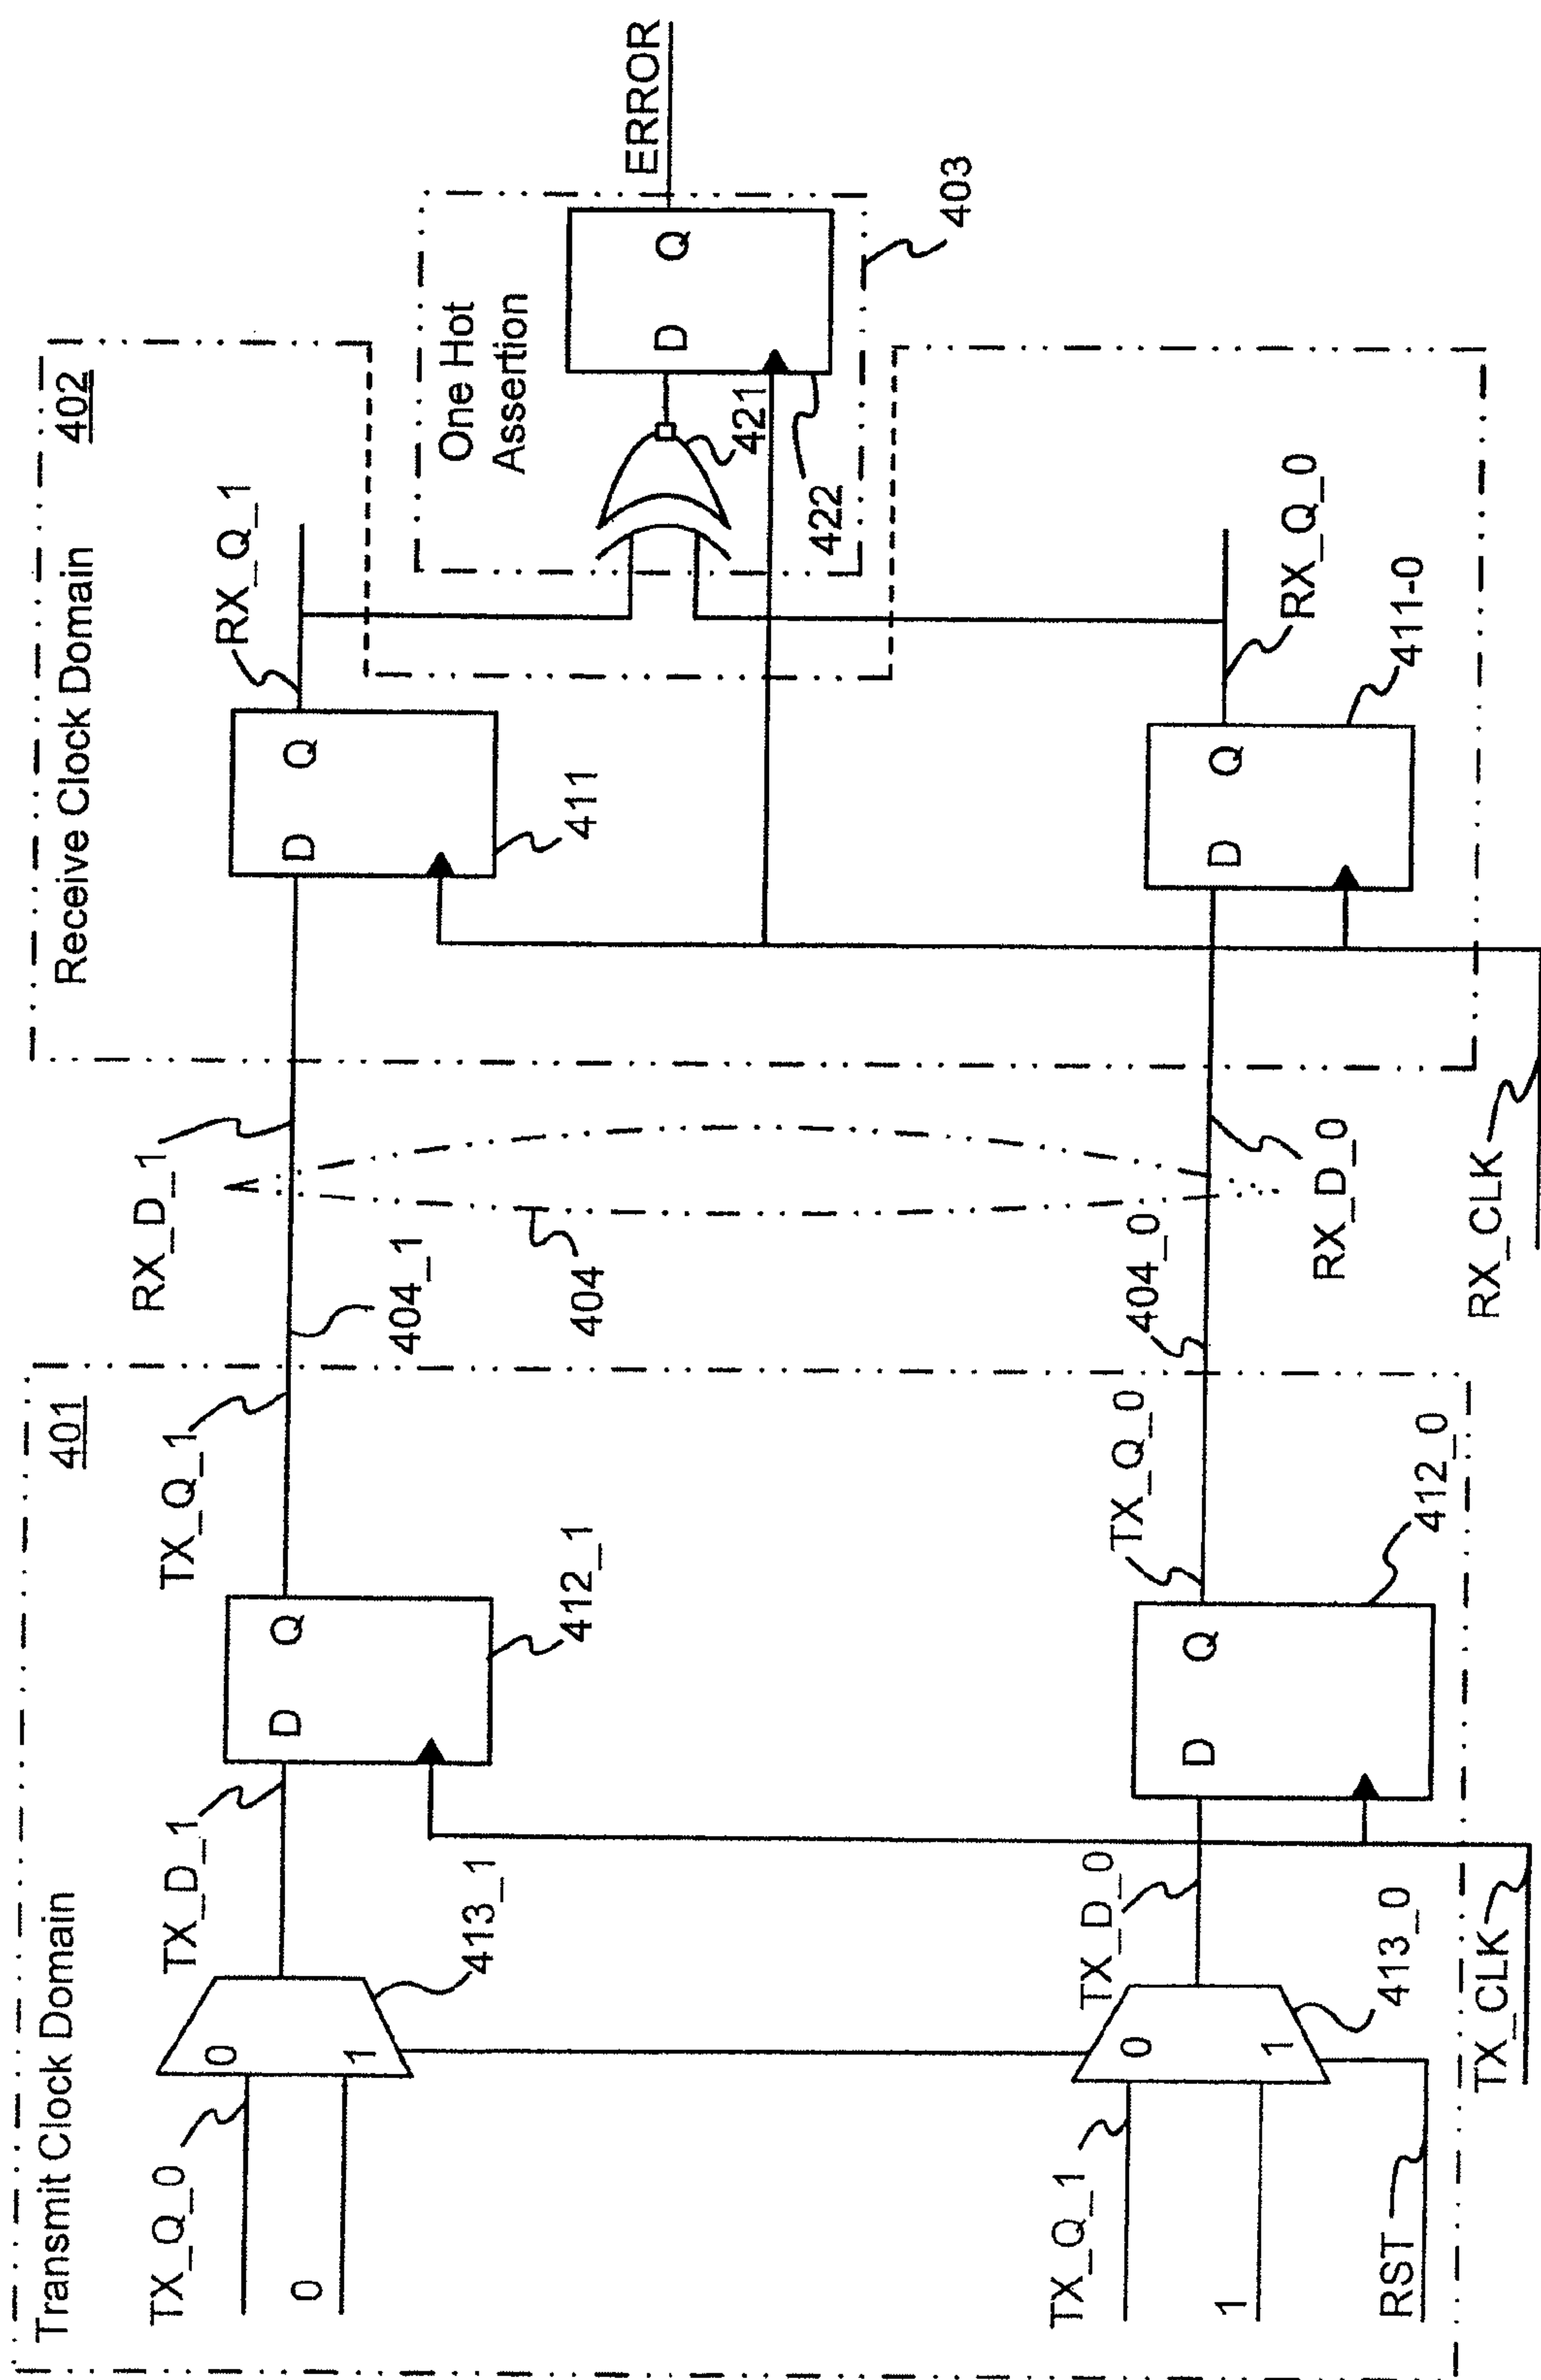 Transmit Clock Domain
401
Receive Clock Domain
402
TX_Q_0
0
0
1
413_1
TX_D_1
D
Q
412_1
TX_Q_1
404_1
RX_D_1
404
D
Q
411
RX_Q_1
One Hot
Assertion
421
422
D
Q
403
ERROR
TX_Q_1
1
RST
0
1
413_0
TX_D_0
TX_CLK
D
Q
412_0
TX_Q_0
404_0
RX_D_0
RX_CLK
D
Q
411-0
RX_Q_0